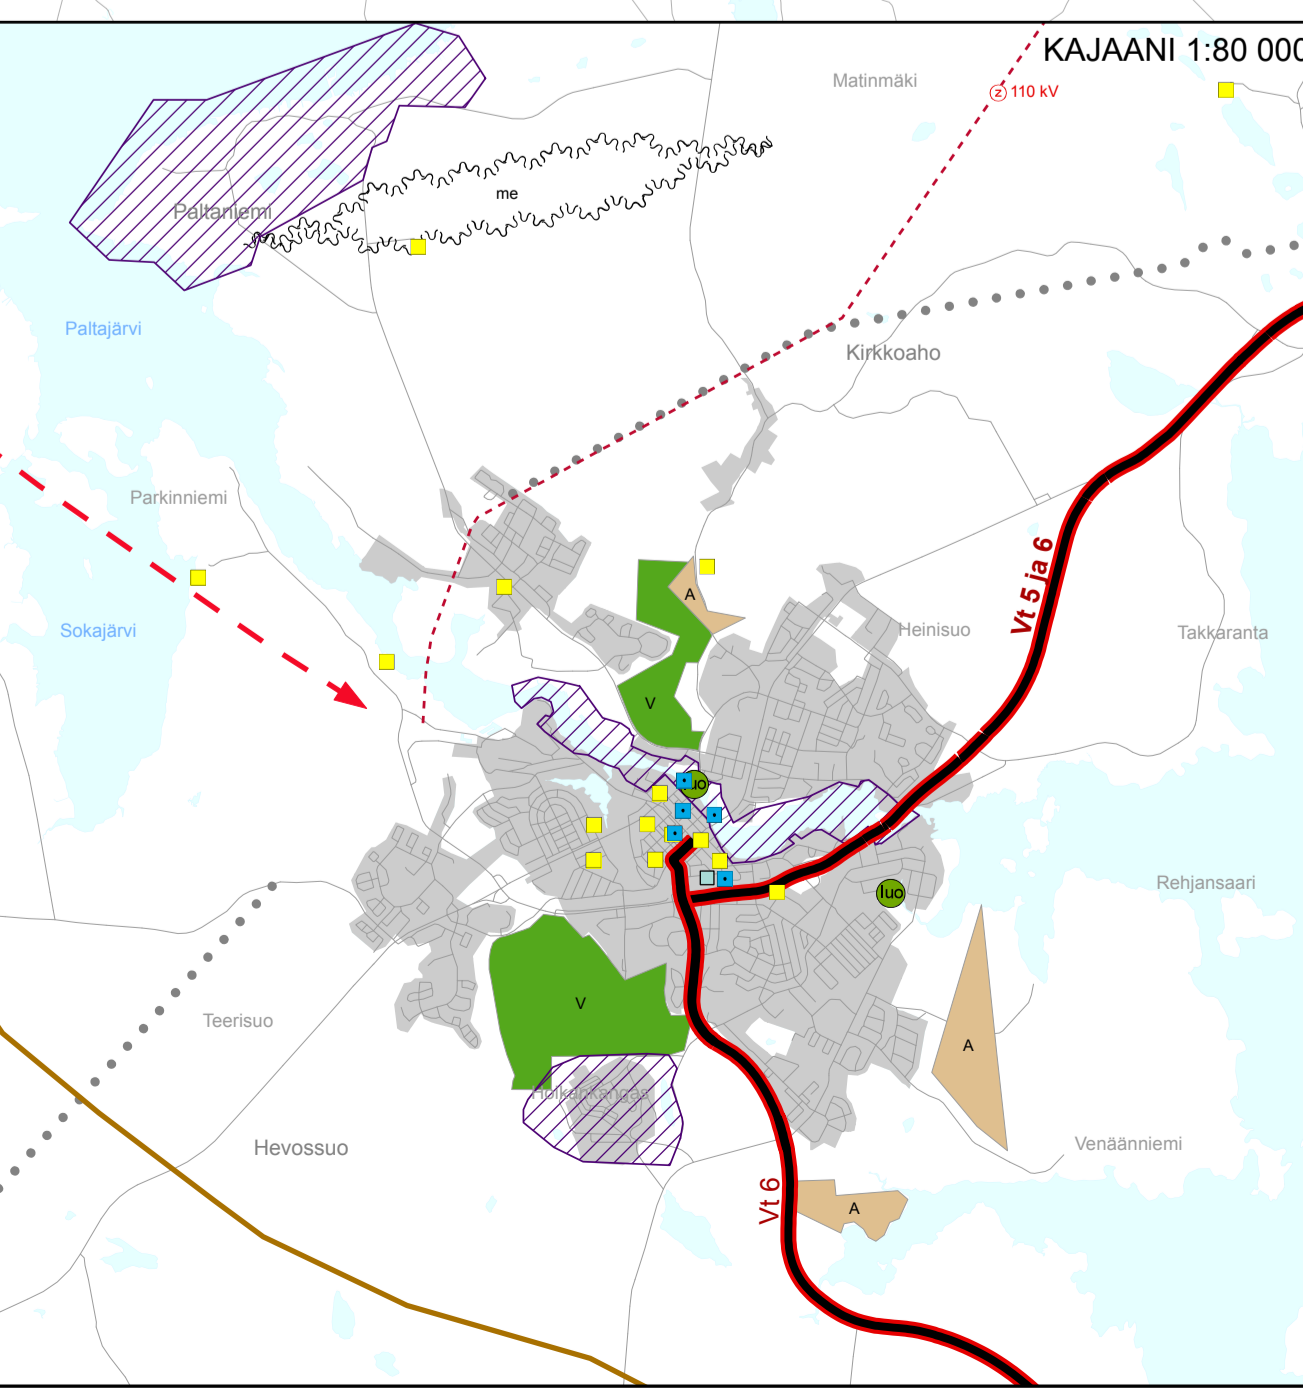 KAJAANI 1:80 000
Matinmäki
z 110 kV
me
Paltaniemi
Paltajärvi
Kirkkoaho
Parkinniemi
Vt 5 ja 6
A
Sokajärvi
Heinisuo
Takkaranta
V
luo
Rehjansaari
luo
V
Teerisuo
A
Hoikankangas
Hevossuo
Venäänniemi
Vt 6
A